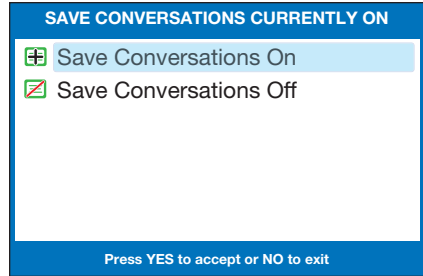 SAVE CONVERSATIONS CURRENTLY ON
Save Conversations On
Save Conversations Off
Press YES to accept or NO to exit